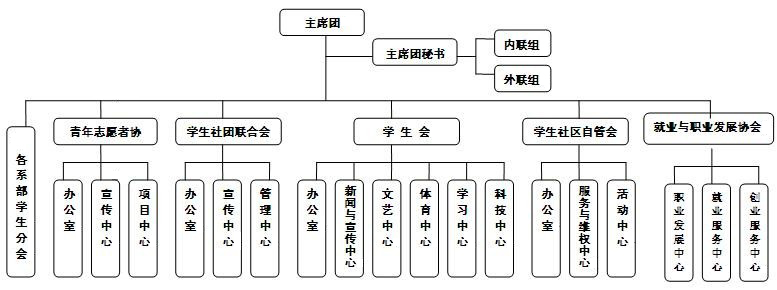 主席团
主席团秘书
内联组
外联组
各系部学生分会
青年志愿者协
学生社团联合会
学生会
学生社区自管会
就业与职业发展协会
办公室
宣传中心
项目中心
办公室
宣传中心
管理中心
办公室
新闻与宣传中心
文艺中心
体育中心
学习中心
科技中心
办公室
服务与维权中心
活动中心
职业发展中心
就业服务中心
创业服务中心